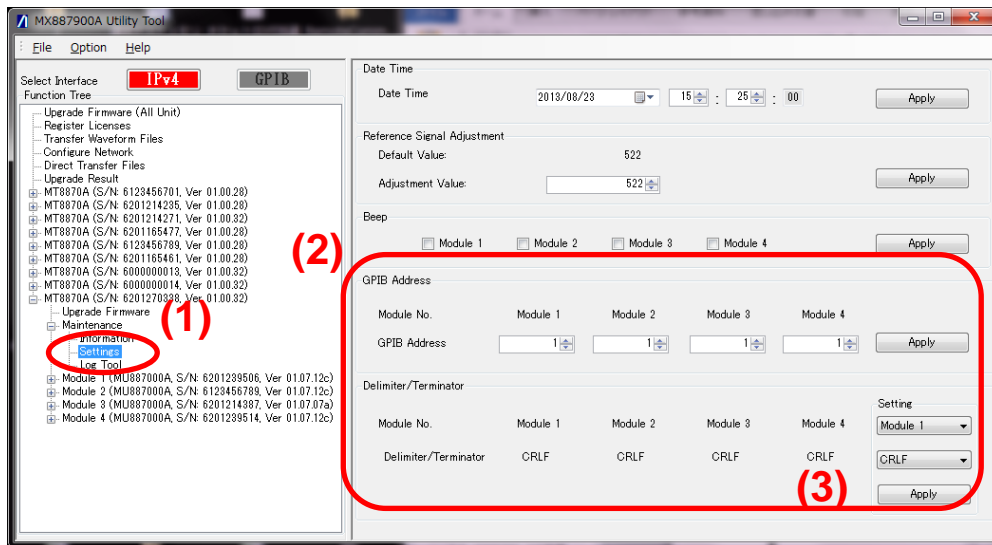 MX887900A Utility Tool
File Option Help
Select Interface IPv4 GPIB
Function Tree
Upgrade Firmware (All Unit)
Register Licenses
Transfer Waveform Files
Configure Network
Direct Transfer Files
Upgrade Result
MT8870A (S/N: 6123456701, Ver 01.00.28)
MT8870A (S/N: 6201214235, Ver 01.00.28)
MT8870A (S/N: 6201214271, Ver 01.00.32)
MT8870A (S/N: 6201165477, Ver 01.00.28)
MT8870A (S/N: 6123456789, Ver 01.00.28)
MT8870A (S/N: 6201165461, Ver 01.00.28)
MT8870A (S/N: 6000000013, Ver 01.00.32)
MT8870A (S/N: 6000000014, Ver 01.00.32)
MT8870A (S/N: 6201270338, Ver 01.00.32)
Upgrade Firmware
Maintenance
(1)
Information
Settings
Log Tool
Module 1 (MU887000A, S/N: 6201239506, Ver 01.07.12c)
Module 2 (MU887000A, S/N: 6123456789, Ver 01.07.12c)
Module 3 (MU887000A, S/N: 6201214387, Ver 01.07.07a)
Module 4 (MU887000A, S/N: 6201239514, Ver 01.07.12c)
Date Time
Date Time 2013/08/23 15 : 25 : 00 Apply
Reference Signal Adjustment
Default Value: 522
Adjustment Value: 522 Apply
Beep
Module 1 Module 2 Module 3 Module 4 Apply
(2)
GPIB Address
Module No. Module 1 Module 2 Module 3 Module 4
GPIB Address 1 1 1 1 Apply
Delimiter/Terminator
Setting
Module No. Module 1 Module 2 Module 3 Module 4 Module 1
Delimiter/Terminator CRLF CRLF CRLF CRLF CRLF
(3) Apply